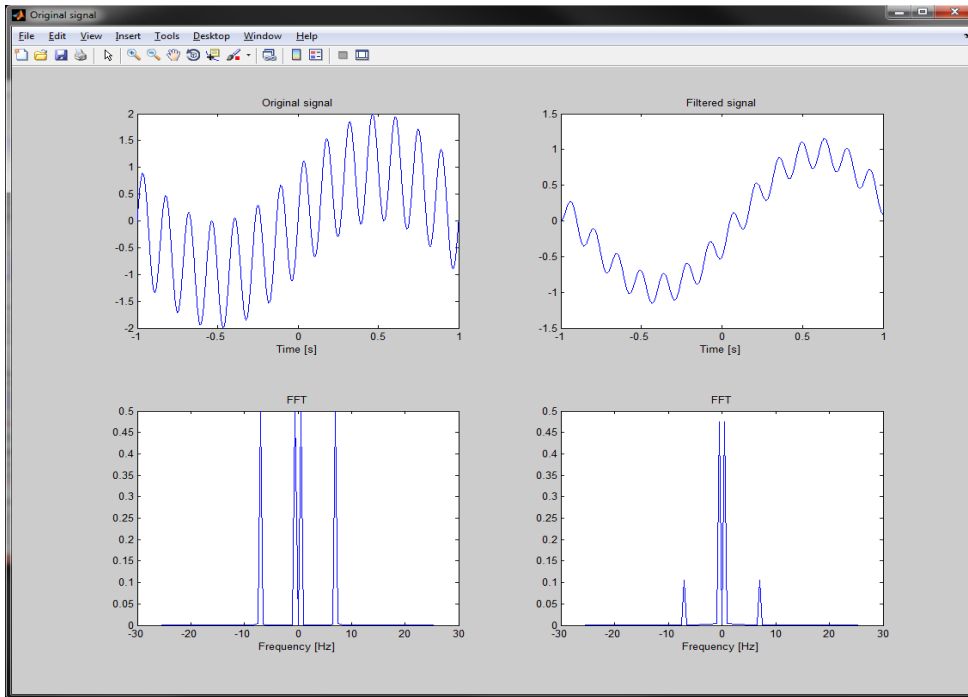 Original signal
File Edit View Insert Tools Desktop Window Help
Original signal
2
1.5
1
0.5
0
-0.5
-1
-1.5
-2
-1 -0.5 0 0.5 1
Time [s]
Filtered signal
1.5
1
0.5
0
-0.5
-1
-1.5
-1 -0.5 0 0.5 1
Time [s]
FFT
0.5
0.45
0.4
0.35
0.3
0.25
0.2
0.15
0.1
0.05
0
-30 -20 -10 0 10 20 30
Frequency [Hz]
FFT
0.5
0.45
0.4
0.35
0.3
0.25
0.2
0.15
0.1
0.05
0
-30 -20 -10 0 10 20 30
Frequency [Hz]